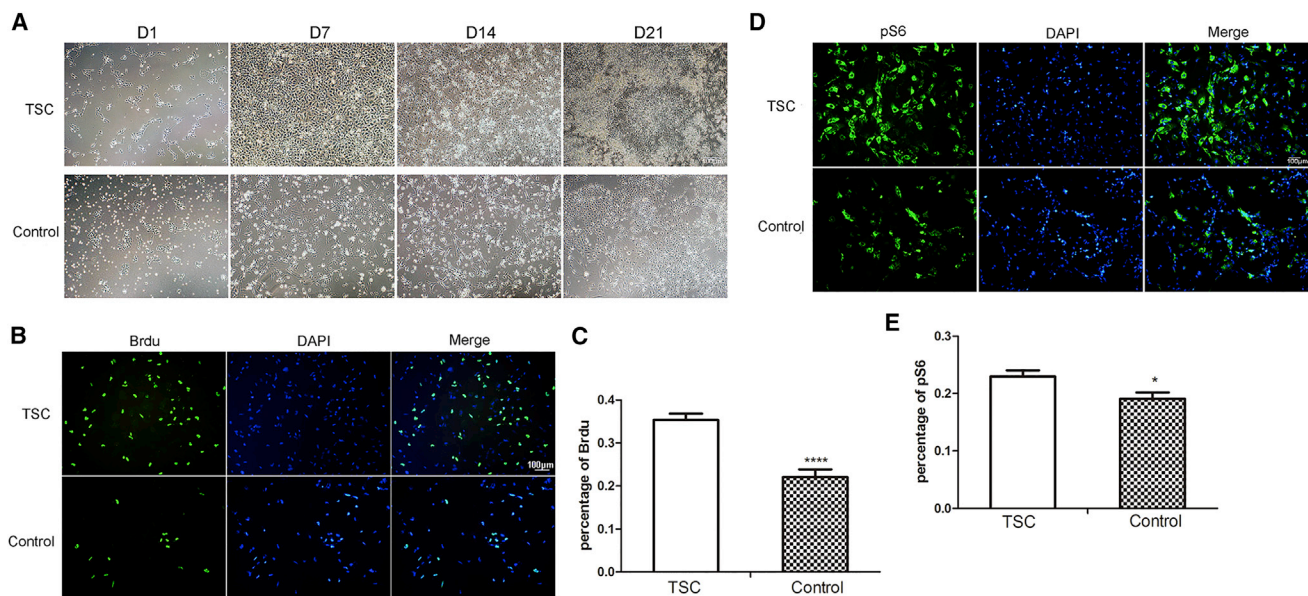 A
D1 D7 D14 D21
TSC
100μm
Control
B
Brdu DAPI Merge
TSC
100μm
Control
C
percentage of Brdu
0.4
0.3
0.2
0.1
0.0
****
TSC Control
D
pS6 DAPI Merge
TSC
100μm
Control
E
percentage of pS6
0.3
0.2
0.1
0.0
*
TSC Control